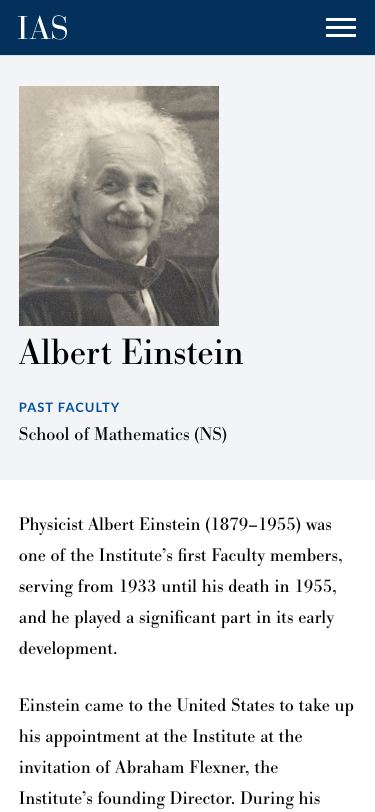 IAS
Albert Einstein
PAST FACULTY
School of Mathematics (NS)
Physicist Albert Einstein (1879–1955) was
one of the Institute’s first Faculty members,
serving from 1933 until his death in 1955,
and he played a significant part in its early
development.
Einstein came to the United States to take up
his appointment at the Institute at the
invitation of Abraham Flexner, the
Institute’s founding Director. During his